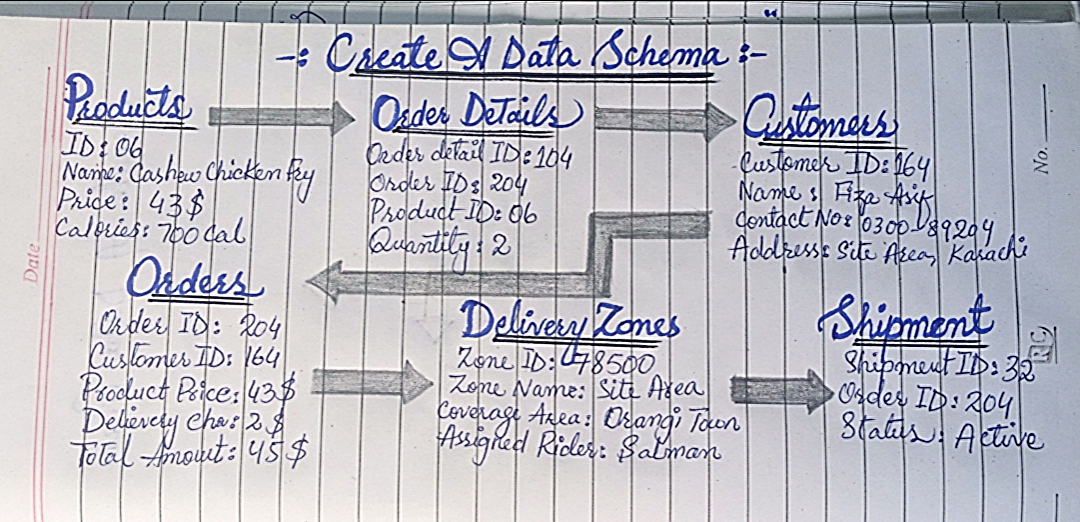 -: Create A Data Schema :-
Products
ID: 06
Name: Cashew Chicken Fry
Price: 43$
Calories: 700 Cal
Order Details
Order detail ID: 104
Order ID: 204
Product ID: 06
Quantity: 2
Customers
Customer ID: 164
Name: Fiza Asif
Contact No: 0300-189204
Address: Site Area, Karachi
Orders
Order ID: 204
Customer ID: 164
Product Price: 43$
Delievery Cha: 2$
Total Amout: 45$
Delivery Zones
Zone ID: 78500
Zone Name: Site Area
Coverage Area: Orangi Town
Assigned Rider: Salman
Shipment
Shipment ID: 32
Order ID: 204
Status: Active
Date
No.